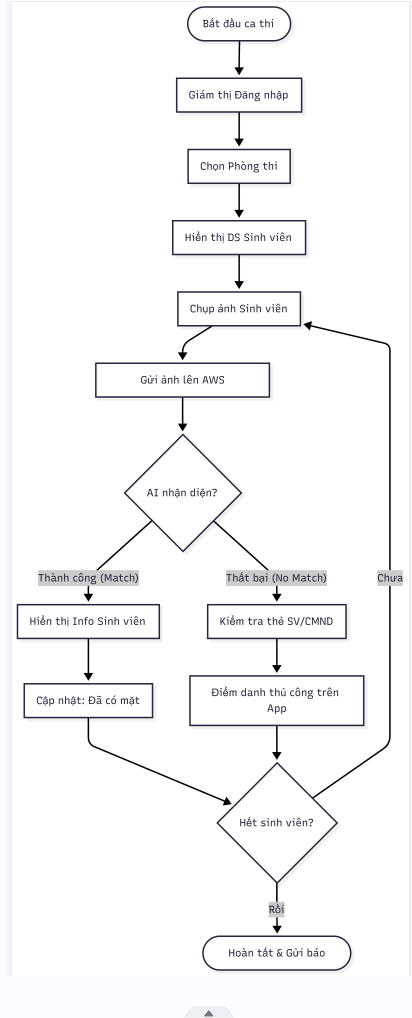 Bắt đầu ca thi
Giám thị Đăng nhập
Chọn Phòng thi
Hiển thị DS Sinh viên
Chụp ảnh Sinh viên
Gửi ảnh lên AWS
AI nhận diện?
Thành công (Match)
Thất bại (No Match)
Chưa
Hiển thị Info Sinh viên
Kiểm tra thẻ SV/CMND
Cập nhật: Đã có mặt
Điểm danh thủ công trên
App
Hết sinh viên?
Rồi
Hoàn tất & Gửi báo